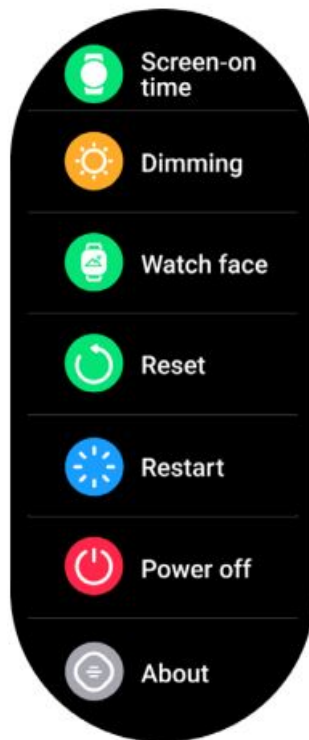 Screen-on
time
Dimming
Watch face
Reset
Restart
Power off
About